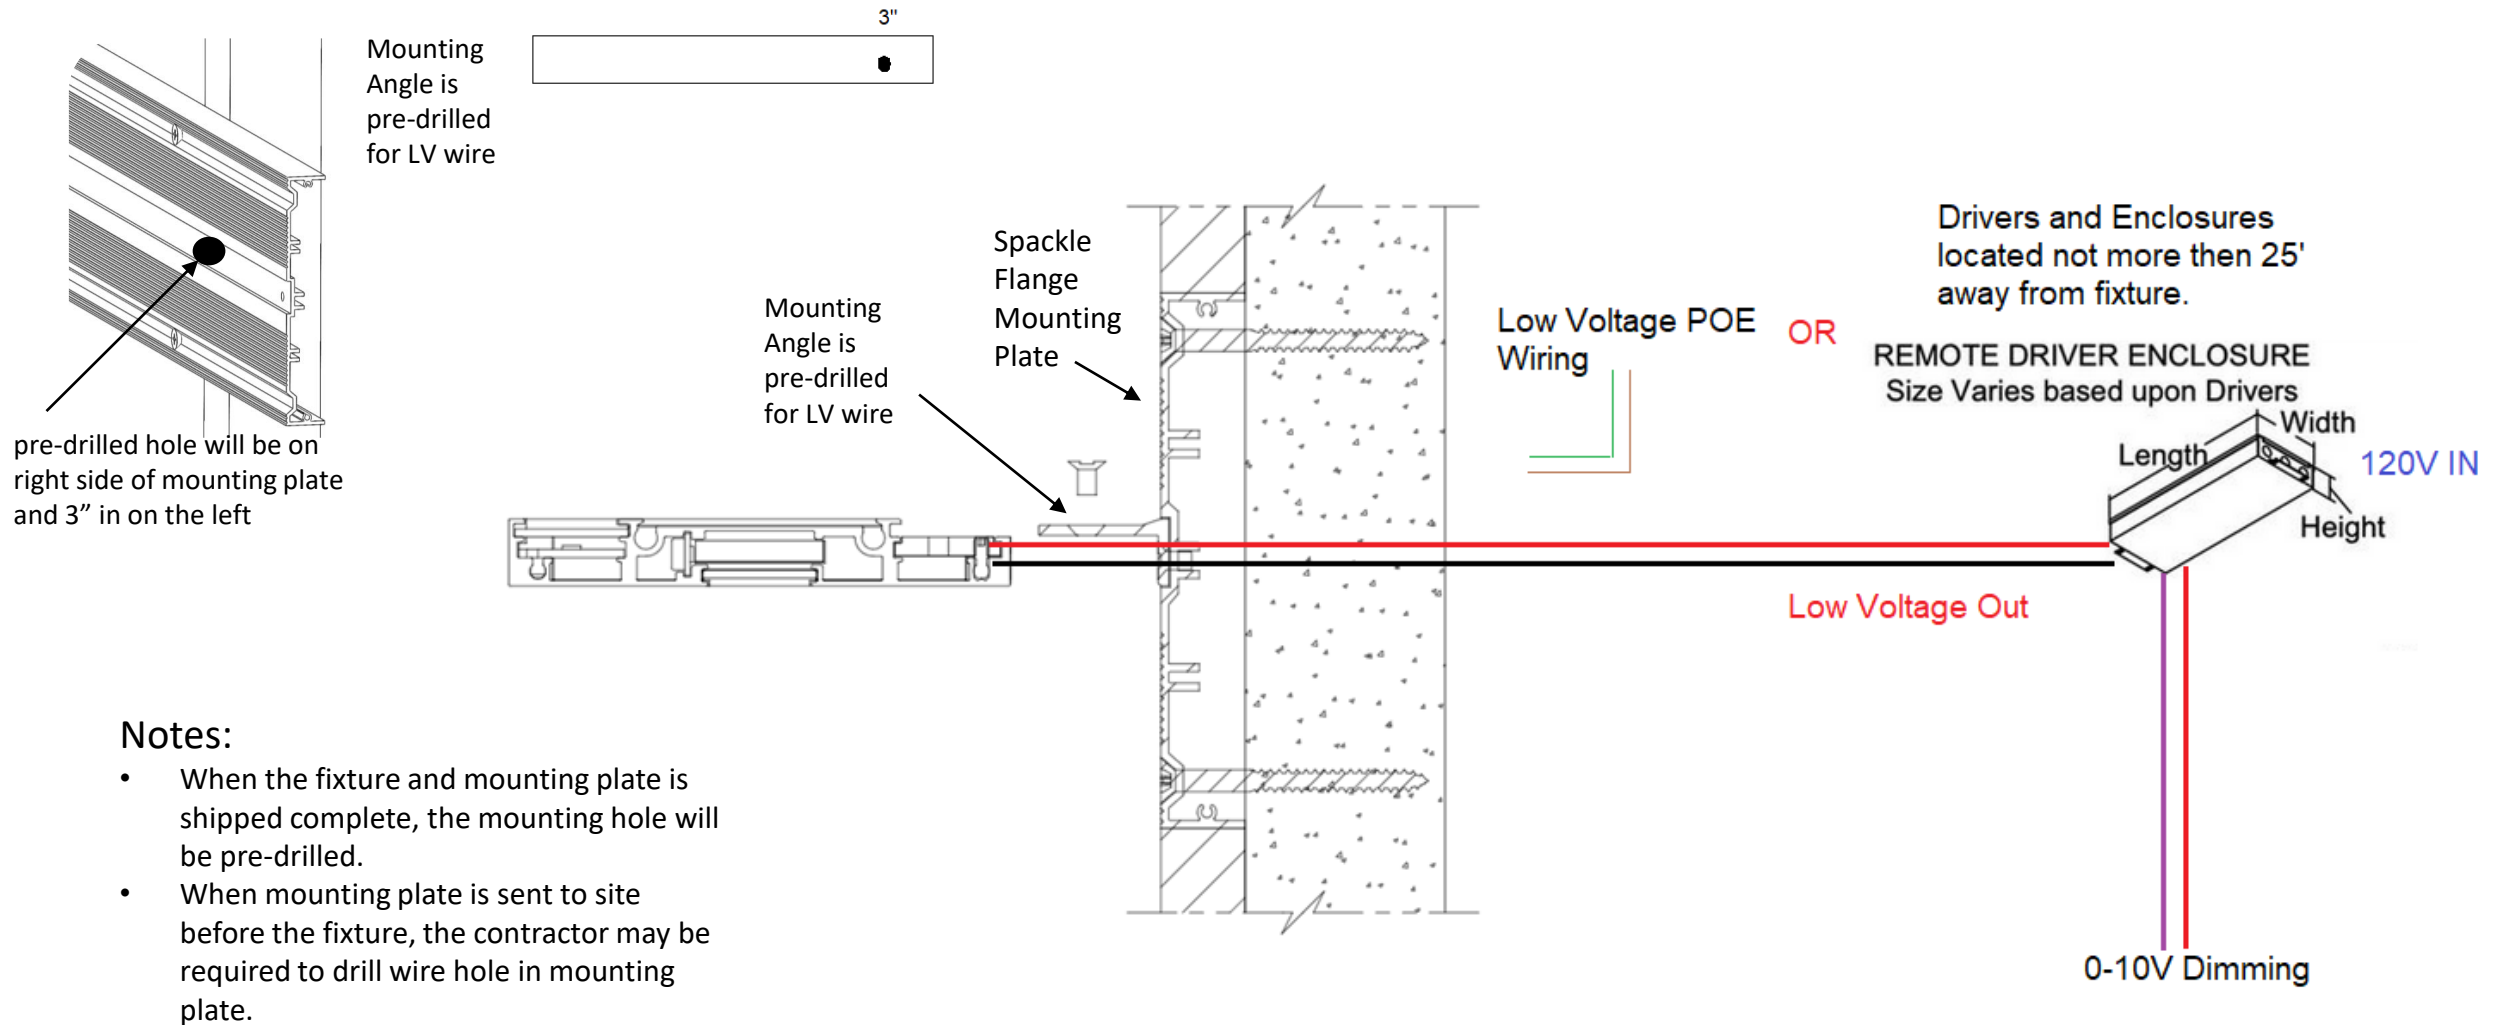 3"
Mounting
Angle is
pre-drilled
for LV wire
pre-drilled hole will be on
right side of mounting plate
and 3” in on the left
Mounting
Angle is
pre-drilled
for LV wire
Spackle
Flange
Mounting
Plate
Low Voltage POE
Wiring
OR
Drivers and Enclosures
located not more then 25'
away from fixture.
REMOTE DRIVER ENCLOSURE
Size Varies based upon Drivers
Width
Length
120V IN
Height
Low Voltage Out
0-10V Dimming
Notes:
• When the fixture and mounting plate is
shipped complete, the mounting hole will
be pre-drilled.
• When mounting plate is sent to site
before the fixture, the contractor may be
required to drill wire hole in mounting
plate.